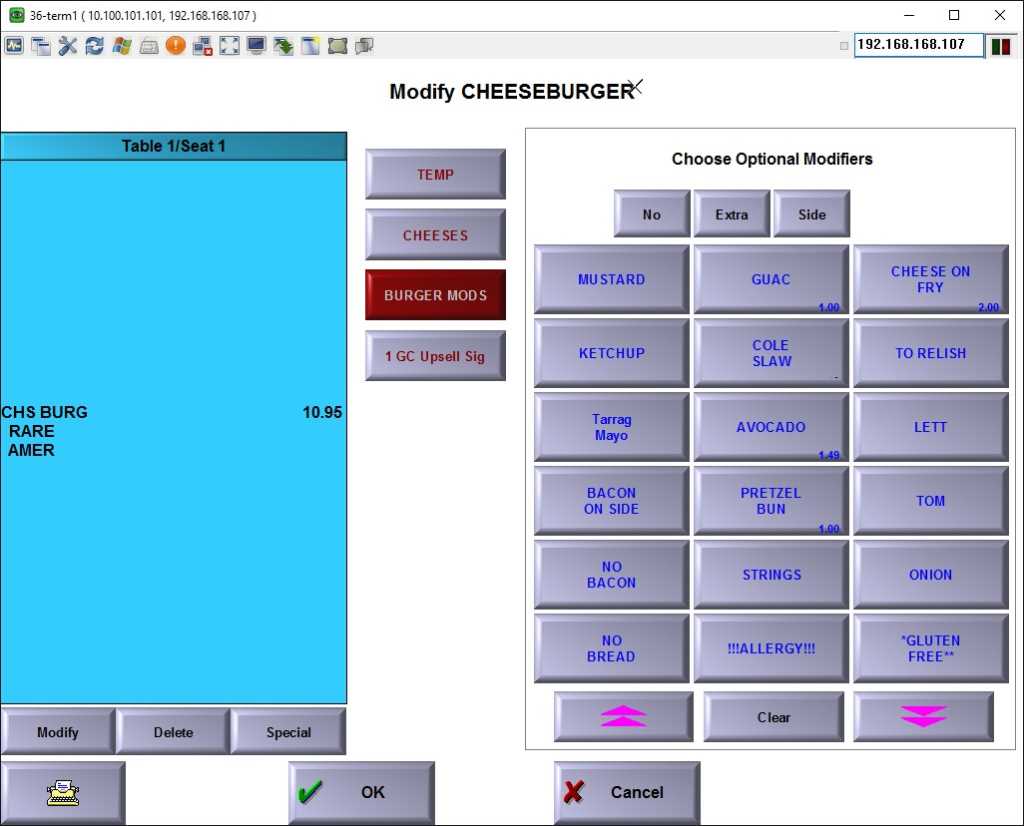 36-term1 ( 10.100.101.101, 192.168.168.107 )
192.168.168.107
Modify CHEESEBURGER
Table 1/Seat 1
CHS BURG 10.95
RARE
AMER
TEMP
CHEESES
BURGER MODS
1 GC Upsell Sig
Choose Optional Modifiers
No Extra Side
MUSTARD
GUAC
1.00
CHEESE ON
FRY
2.00
KETCHUP
COLE
SLAW
-
TO RELISH
Tarrag
Mayo
AVOCADO
1.49
LETT
BACON
ON SIDE
PRETZEL
BUN
1.00
TOM
NO
BACON
STRINGS
ONION
NO
BREAD
!!!ALLERGY!!!
*GLUTEN
FREE**
Clear
Modify Delete Special
OK
Cancel